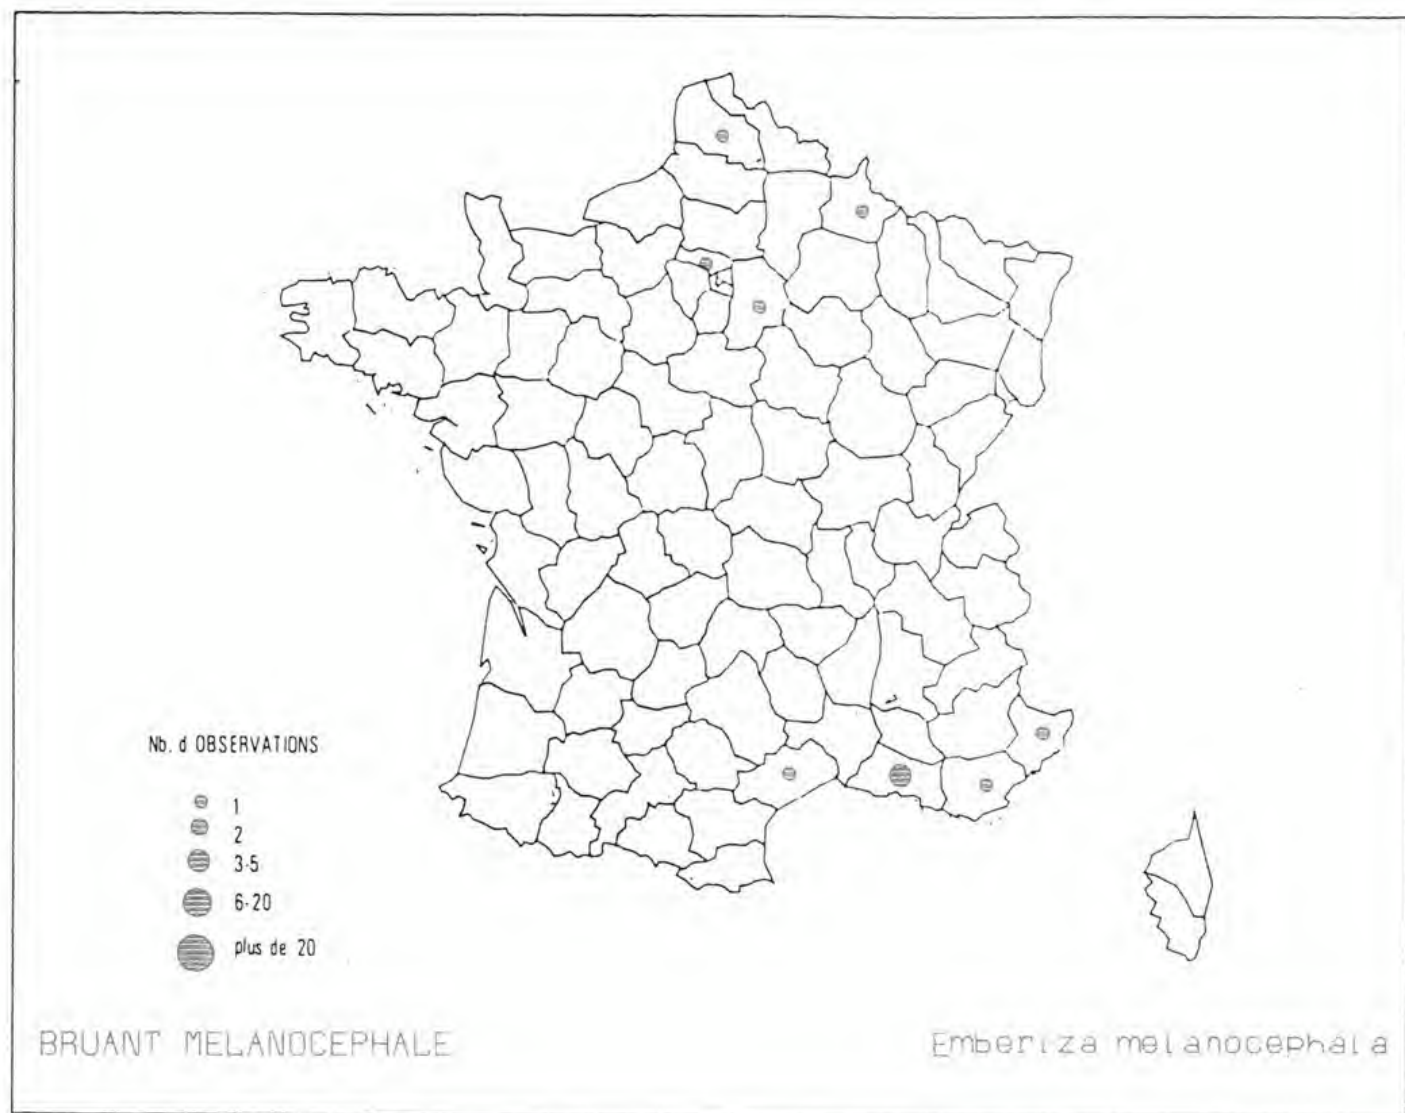 Nb. d OBSERVATIONS
1
2
3-5
6-20
plus de 20
BRUANT MELANOCEPHALE
Emberiza melanocephala